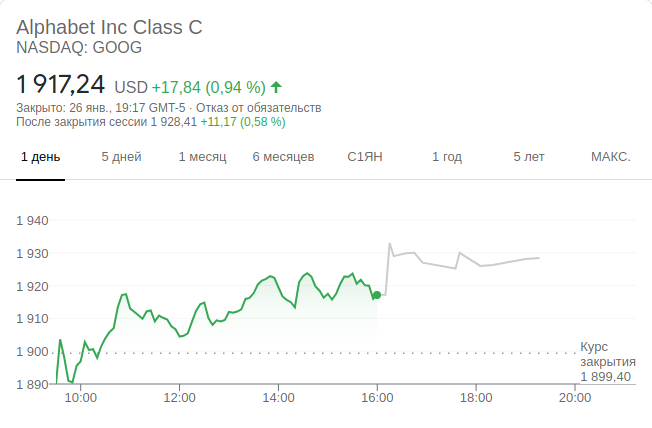 Alphabet Inc Class C
NASDAQ: GOOG
1 917,24 USD +17,84 (0,94 %)
Закрыто: 26 янв., 19:17 GMT-5 · Отказ от обязательств
После закрытия сессии 1 928,41 +11,17 (0,58 %)
1 день 5 дней 1 месяц 6 месяцев С1ЯН 1 год 5 лет МАКС.
1 940
1 930
1 920
1 910
1 900
Курс
закрытия
1 899,40
1 890
10:00 12:00 14:00 16:00 18:00 20:00